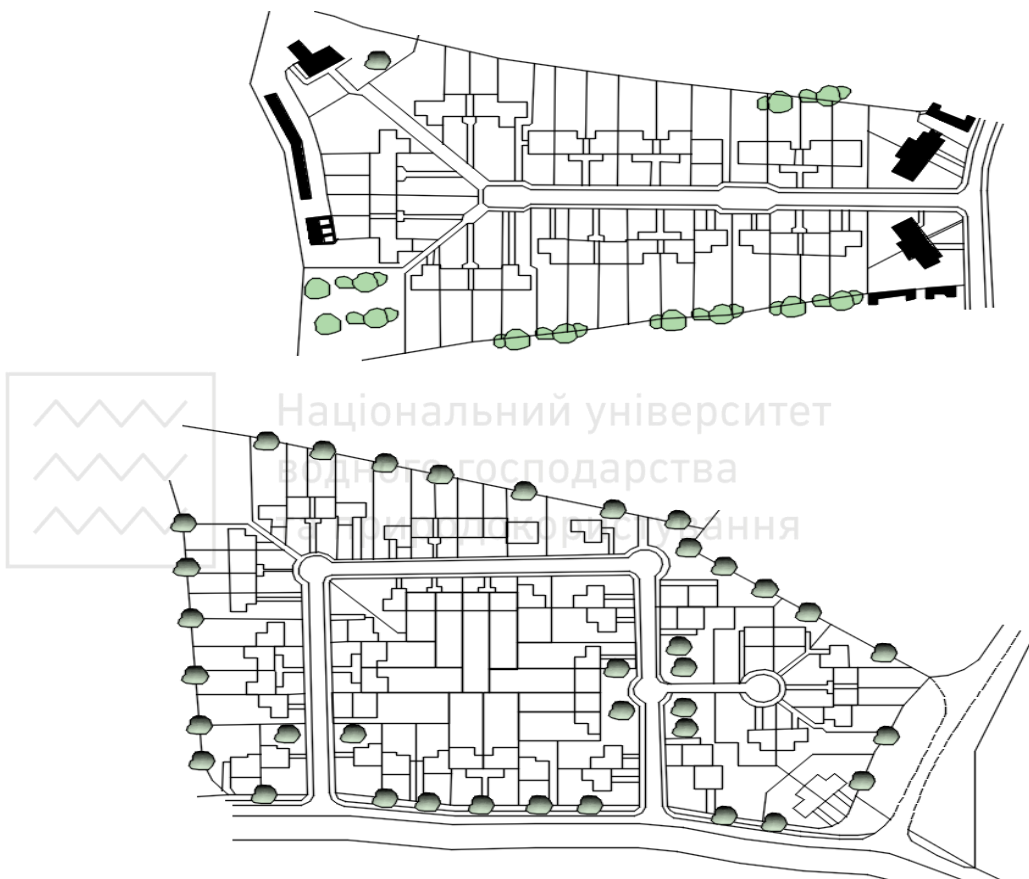 Національний університет
водного господарства
та природокористування